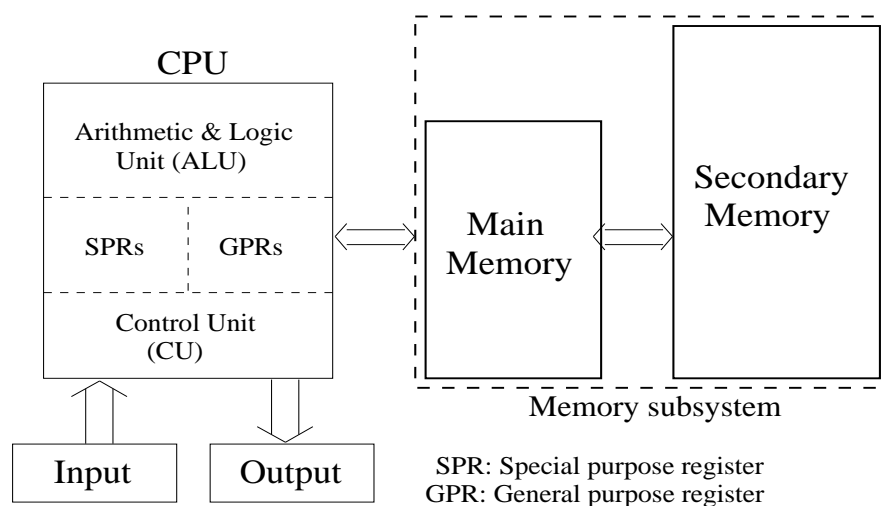 CPU
Arithmetic & Logic
Unit (ALU)
SPRs
GPRs
Control Unit
(CU)
Input
Output
Main
Memory
Secondary
Memory
Memory subsystem
SPR: Special purpose register
GPR: General purpose register